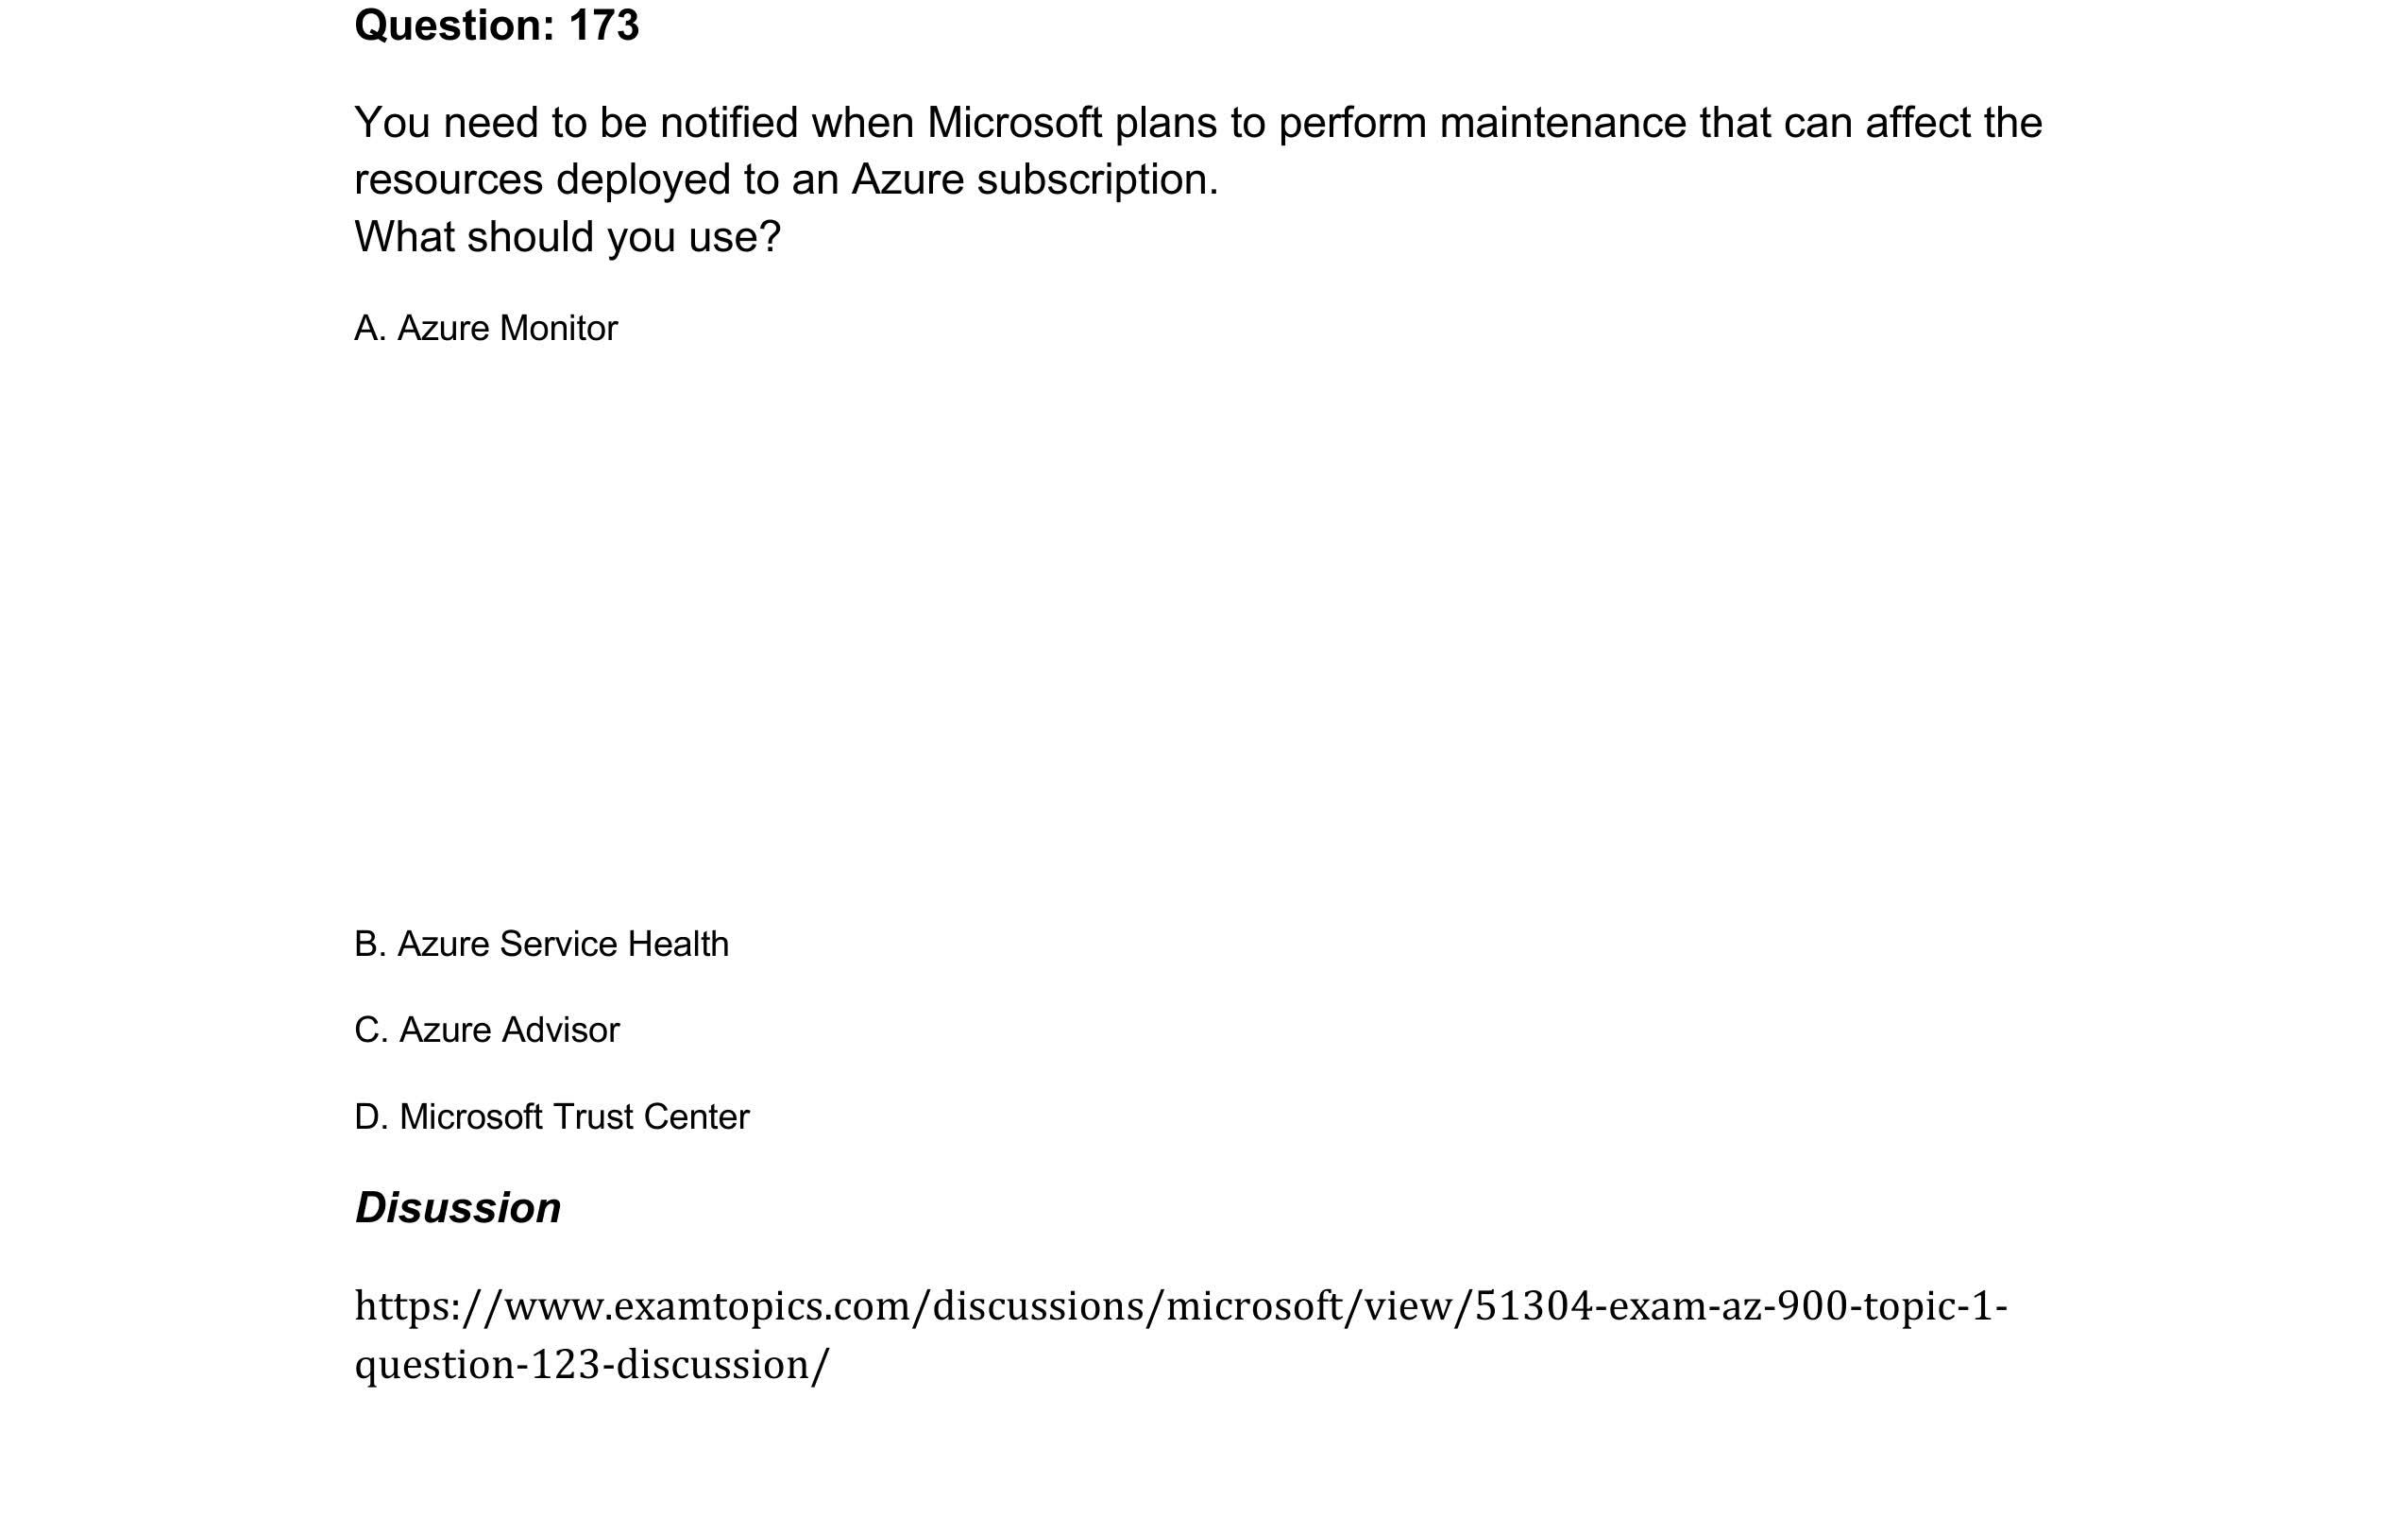 Question: 173
You need to be notified when Microsoft plans to perform maintenance that can affect the
resources deployed to an Azure subscription.
What should you use?
A. Azure Monitor
B. Azure Service Health
C. Azure Advisor
D. Microsoft Trust Center
Disussion
https://www.examtopics.com/discussions/microsoft/view/51304-exam-az-900-topic-1-
question-123-discussion/